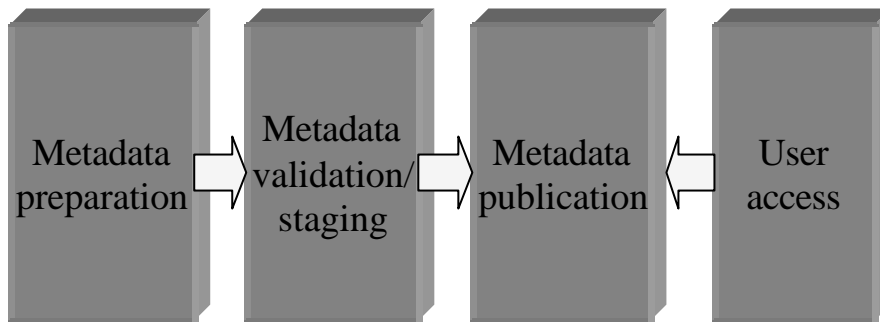 Metadata
preparation
Metadata
validation/
staging
Metadata
publication
User
access